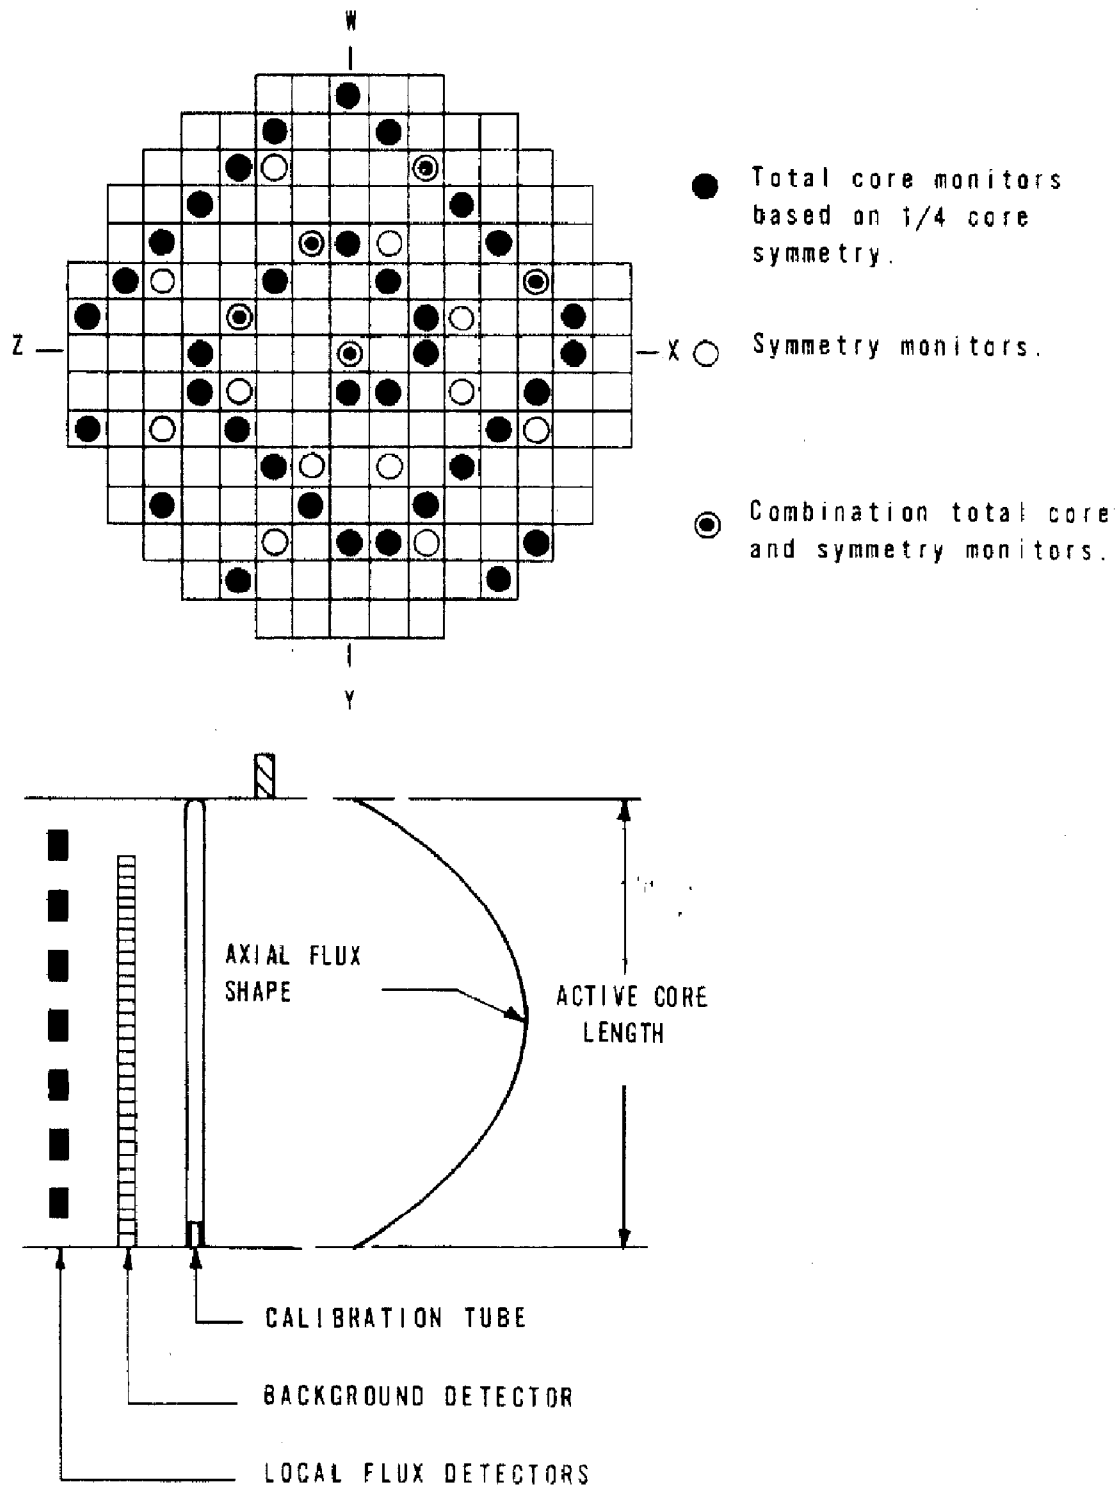 W
Total core monitors
based on 1/4 core
symmetry.
Z
X
Symmetry monitors.
Combination total core
and symmetry monitors.
Y
AXIAL FLUX
SHAPE
ACTIVE CORE
LENGTH
CALIBRATION TUBE
BACKGROUND DETECTOR
LOCAL FLUX DETECTORS